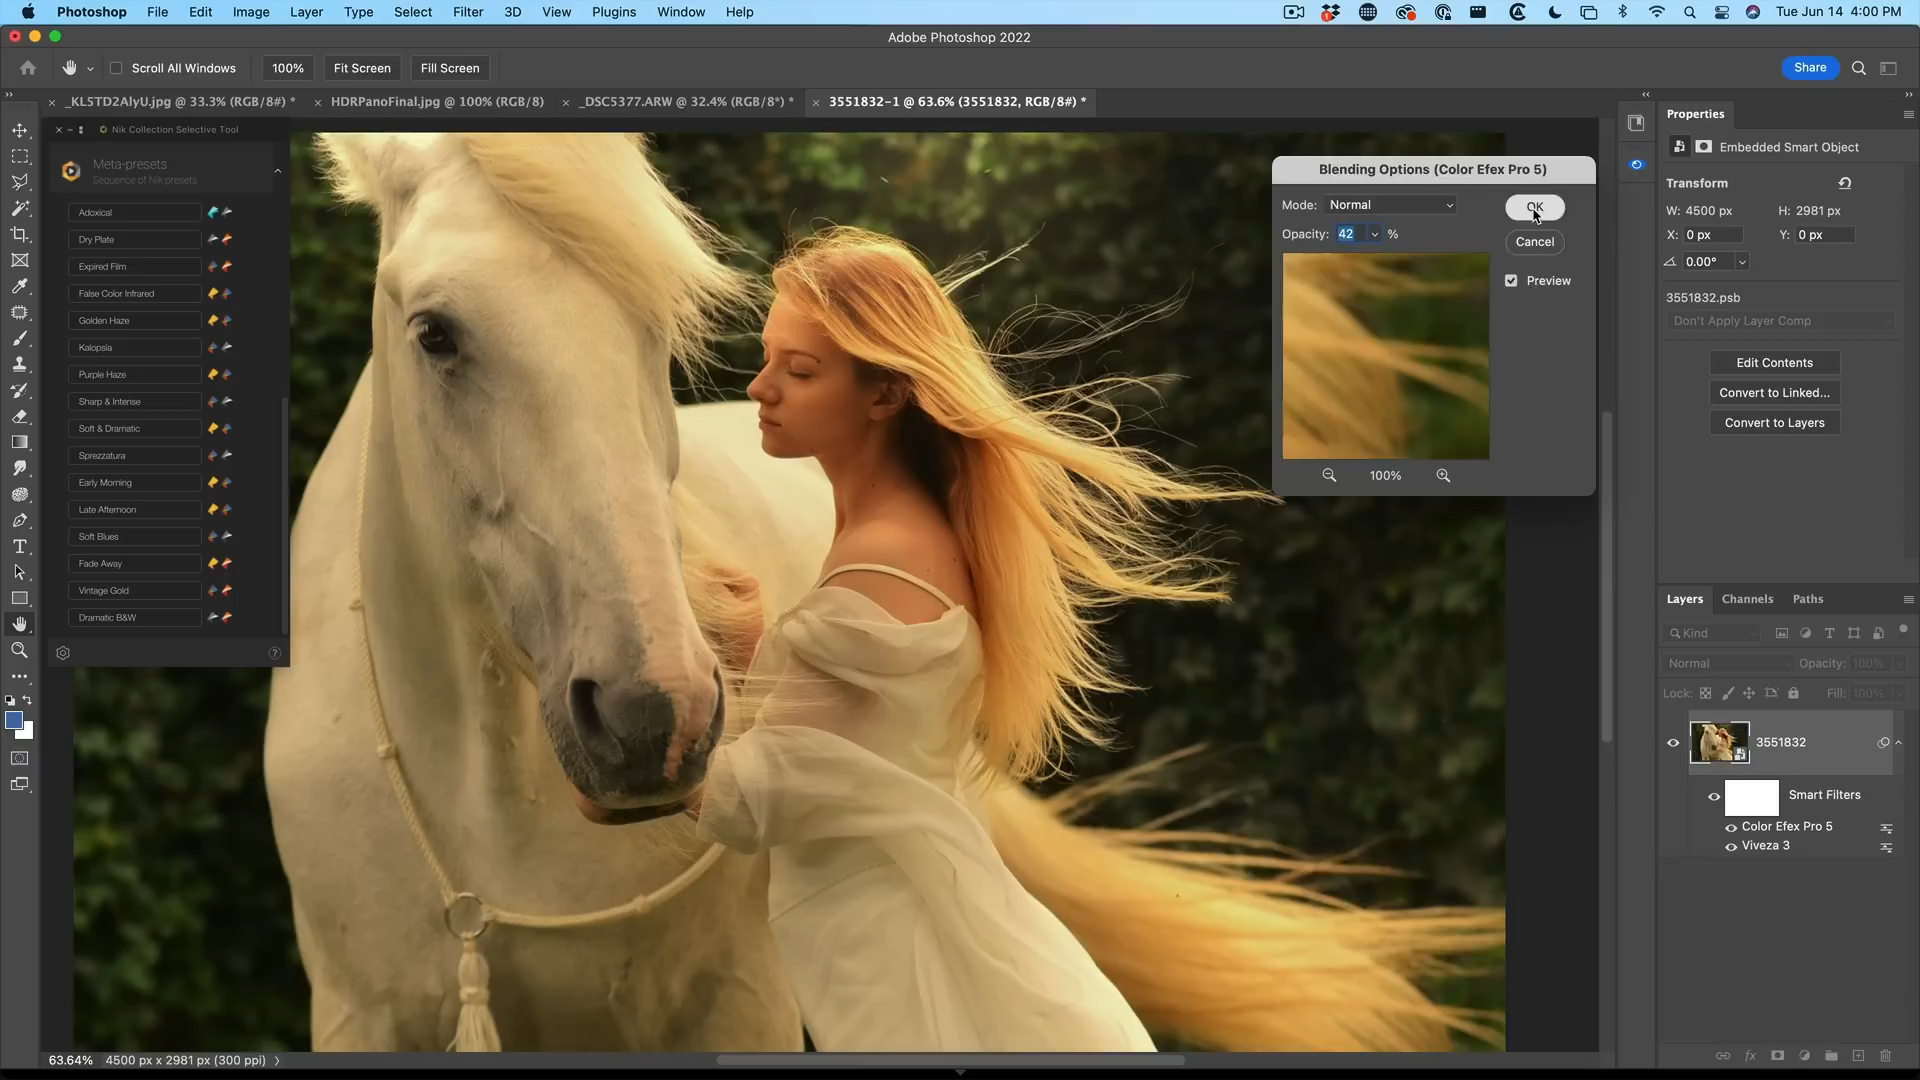 Photoshop File Edit Image Layer Type Select Filter 3D View Plugins Window Help
Tue Jun 14 4:00 PM
Adobe Photoshop 2022
Scroll All Windows 100% Fit Screen Fill Screen
Share
_KL5TD2AlyU.jpg @ 33.3% (RGB/8#) *
HDRPanoFinal.jpg @ 100% (RGB/8)
_DSC5377.ARW @ 32.4% (RGB/8*) *
3551832-1 @ 63.6% (3551832, RGB/8#) *
Nik Collection Selective Tool
Meta-presets
Sequence of Nik presets
Adoxical
Dry Plate
Expired Film
False Color Infrared
Golden Haze
Kalopsia
Purple Haze
Sharp & Intense
Soft & Dramatic
Sprezzatura
Early Morning
Late Afternoon
Soft Blues
Fade Away
Vintage Gold
Dramatic B&W
Blending Options (Color Efex Pro 5)
Mode: Normal
OK
Opacity: 42 %
Cancel
Preview
100%
Properties
Embedded Smart Object
Transform
W: 4500 px H: 2981 px
X: 0 px Y: 0 px
0.00°
3551832.psb
Don't Apply Layer Comp
Edit Contents
Convert to Linked...
Convert to Layers
Layers Channels Paths
Kind
Normal Opacity: 100%
Lock: Fill: 100%
3551832
Smart Filters
Color Efex Pro 5
Viveza 3
63.64% 4500 px x 2981 px (300 ppi)